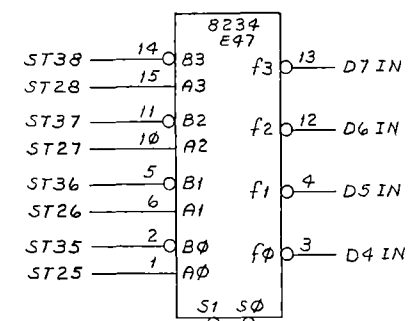 8234
E47
ST38 14 B3
f3 13 D7 IN
ST28 15 A3
ST37 11 B2
f2 12 D6 IN
ST27 10 A2
ST36 5 B1
f1 4 D5 IN
ST26 6 A1
ST35 2 BØ
fØ 3 D4 IN
ST25 1 AØ
S1 SØ